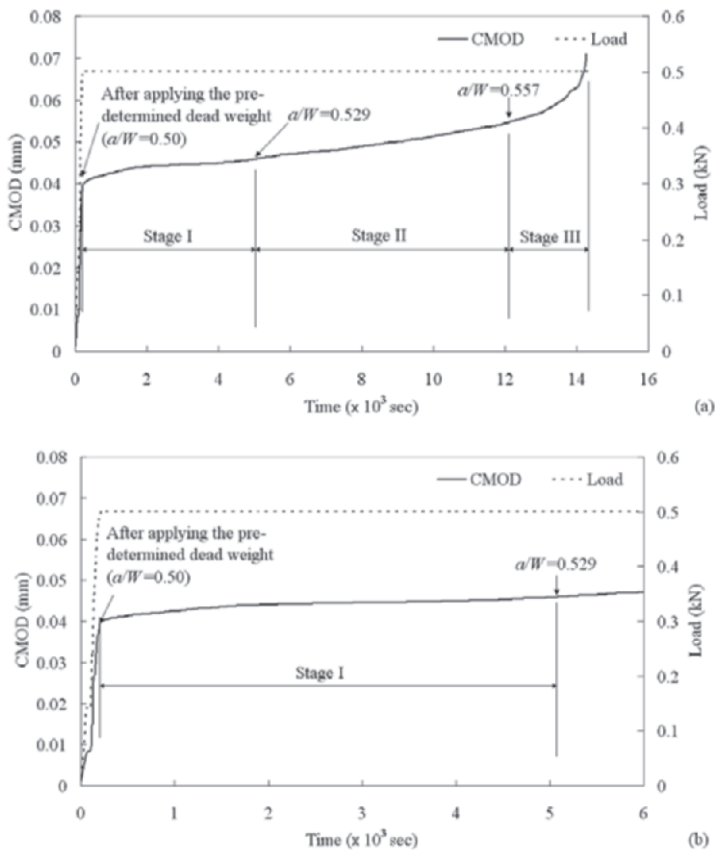 0.08
0.07
0.06
0.05
0.04
0.03
0.02
0.01
0
CMOD (mm)
CMOD Load
After applying the pre-
determined dead weight
(a/W=0.50)
a/W=0.529
a/W=0.557
Stage I Stage II Stage III
0.6
0.5
0.4
0.3
0.2
0.1
0
Load (kN)
0 2 4 6 8 10 12 14 16
Time (x 10³ sec)
(a)
0.08
0.07
0.06
0.05
0.04
0.03
0.02
0.01
0
CMOD (mm)
CMOD Load
After applying the pre-
determined dead weight
(a/W=0.50)
a/W=0.529
Stage I
0.6
0.5
0.4
0.3
0.2
0.1
0
Load (kN)
0 1 2 3 4 5 6
Time (x 10³ sec)
(b)